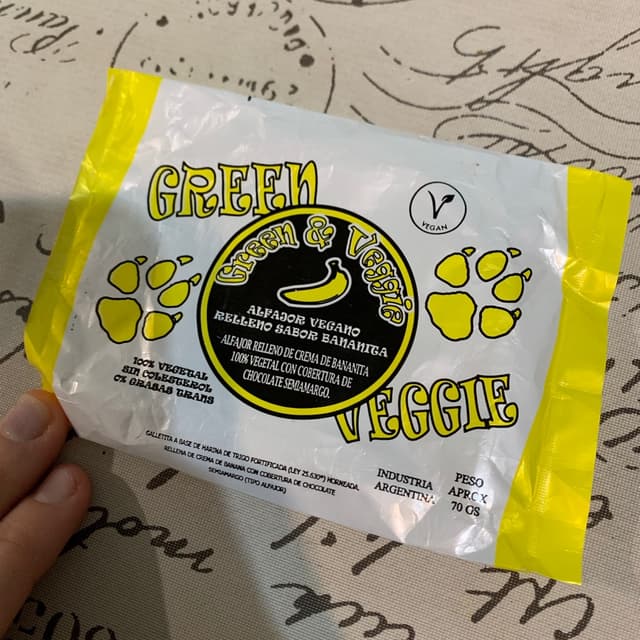 GREEN
VEGAN
Green & Veggie
ALFAJOR VEGANO
RELLENO SABOR BANANITA
-ALFAJOR RELLENO DE CREMA DE BANANITA
100% VEGETAL CON COBERTURA DE
CHOCOLATE SEMIAMARGO.
100% VEGETAL
SIN COLESTEROL
0% GRASAS TRANS
VEGGIE
GALLETITA A BASE DE HARINA DE TRIGO FORTIFICADA (LEY 25.630º) HORNEADA
RELLENA DE CREMA DE BANANA CON COBERTURA DE CHOCOLATE
SEMIAMARGO (TIPO ALFAJOR)
INDUSTRIA
ARGENTINA
PESO
APROX
70 GS